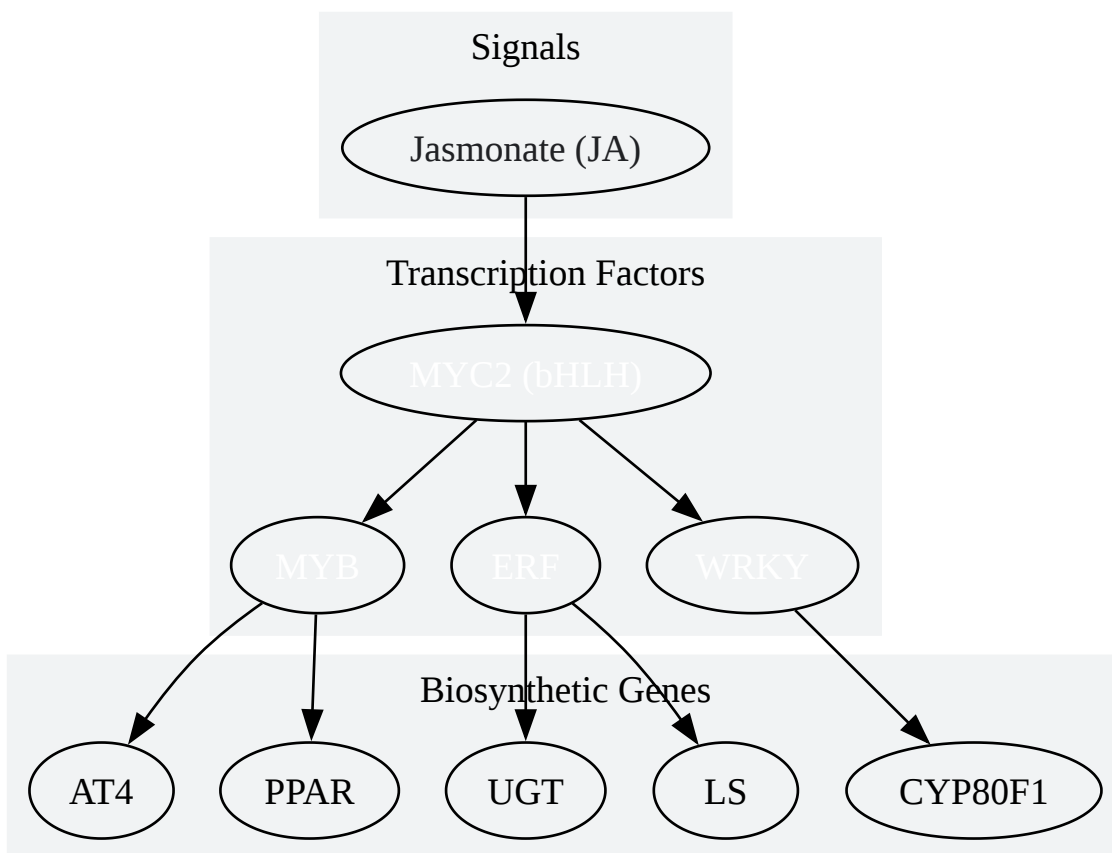 Signals
Jasmonate (JA)
Transcription Factors
MYC2 (bHLH)
MYB ERF WRKY
Biosynthetic Genes
AT4 PPAR UGT LS CYP80F1